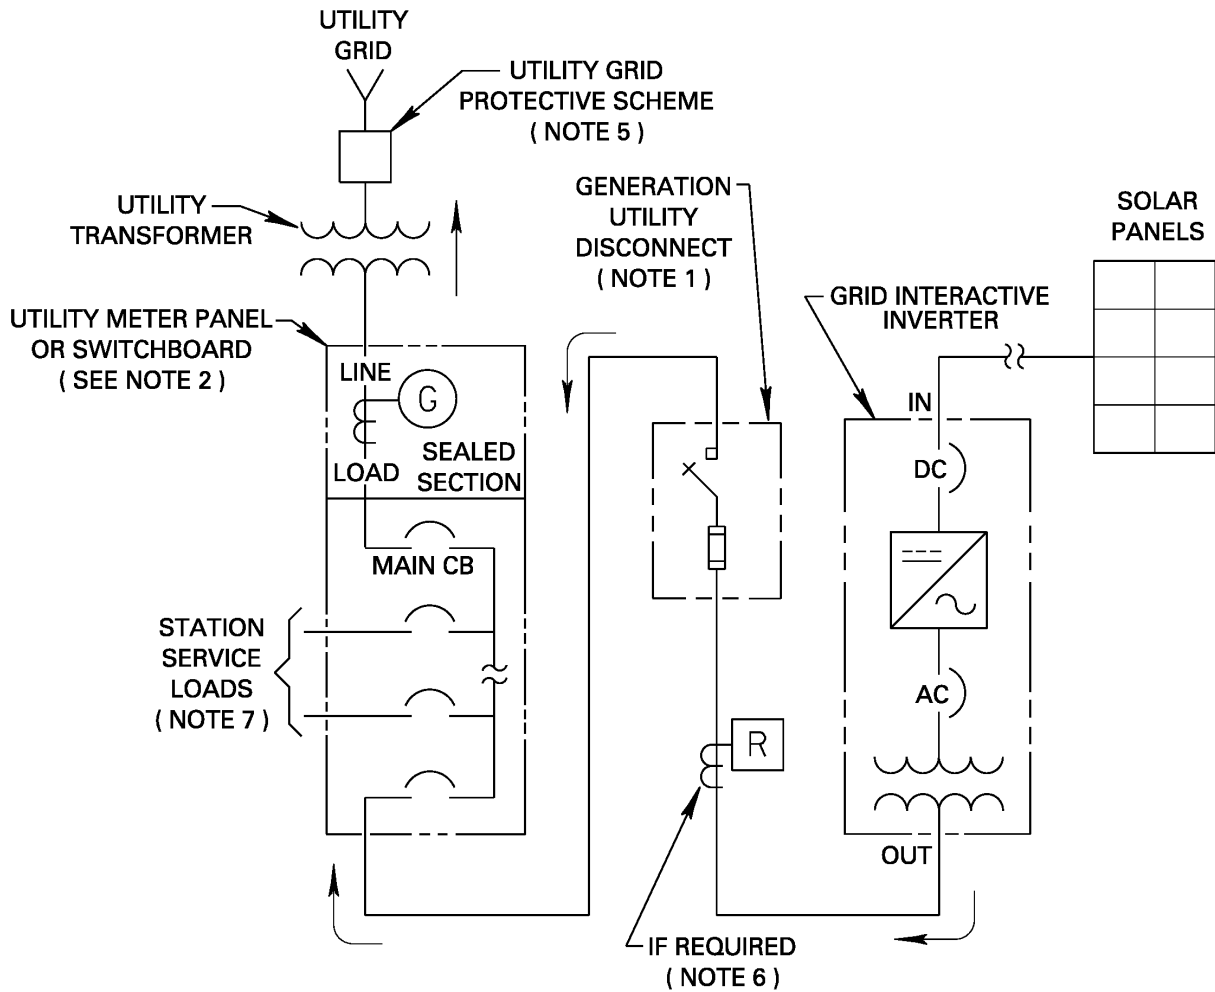 UTILITY
GRID
UTILITY GRID
PROTECTIVE SCHEME
( NOTE 5 )
UTILITY
TRANSFORMER
GENERATION
UTILITY
DISCONNECT
( NOTE 1 )
SOLAR
PANELS
UTILITY METER PANEL
OR SWITCHBOARD
( SEE NOTE 2 )
GRID INTERACTIVE
INVERTER
LINE
G
LOAD
SEALED
SECTION
MAIN CB
IN
DC
STATION
SERVICE
LOADS
( NOTE 7 )
AC
R
OUT
IF REQUIRED
( NOTE 6 )